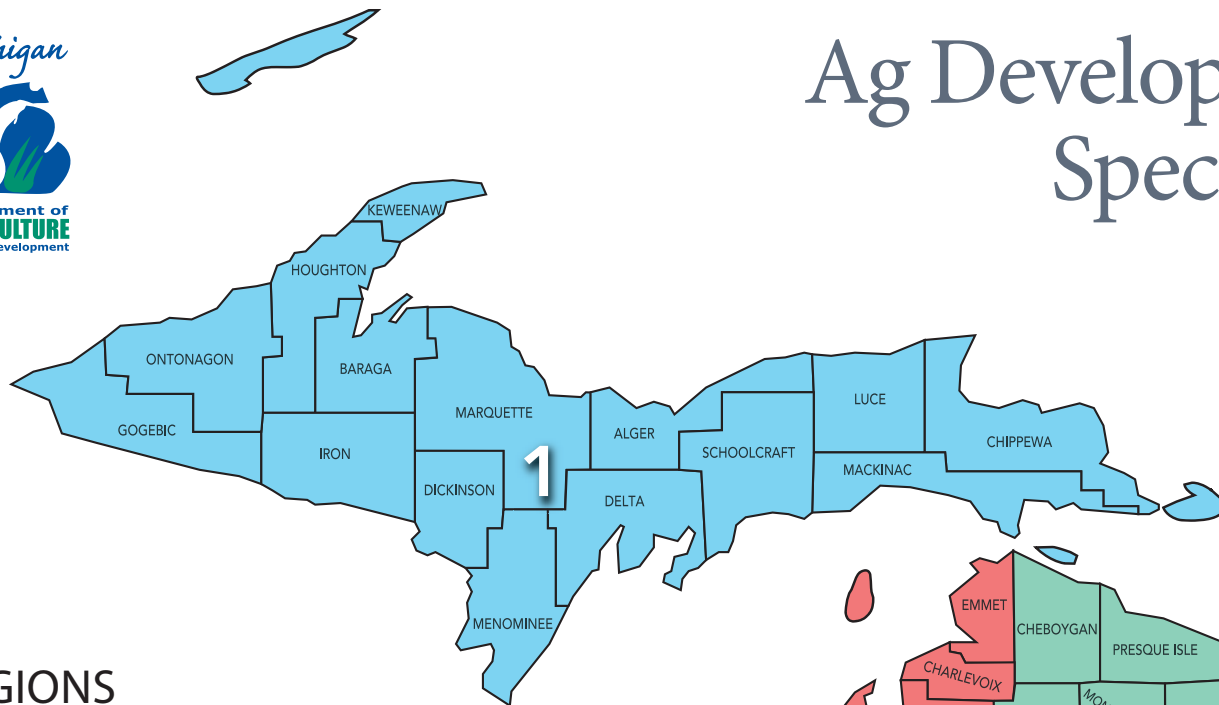 higan
ment of
ULTURE
evelopment
Ag Develop
Spec
KEWEENAW
HOUGHTON
ONTONAGON
BARAGA
GOGEBIC
IRON
MARQUETTE
DICKINSON
1
ALGER
DELTA
SCHOOLCRAFT
LUCE
MACKINAC
CHIPPEWA
MENOMINEE
EMMET
CHEBOYGAN
PRESQUE ISLE
CHARLEVOIX
MON
GIONS